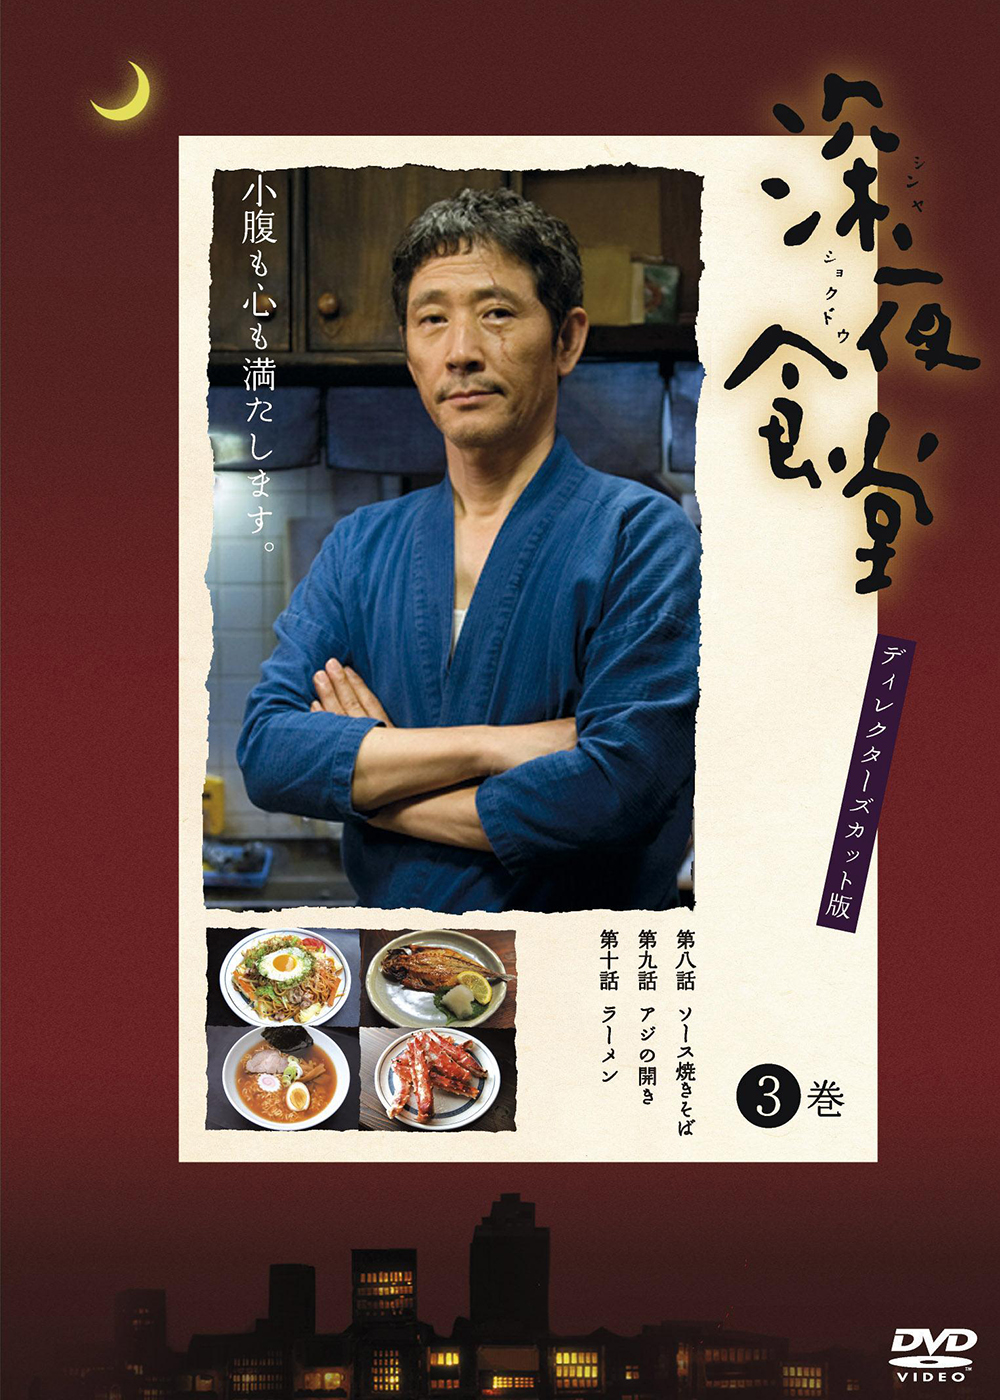 深夜食堂
シンヤ
ショクドウ
小腹も心も満たします。
ディレクターズカット版
第八話 ソース焼きそば
第九話 アジの開き
第十話 ラーメン
3巻
DVD
VIDEO
TM